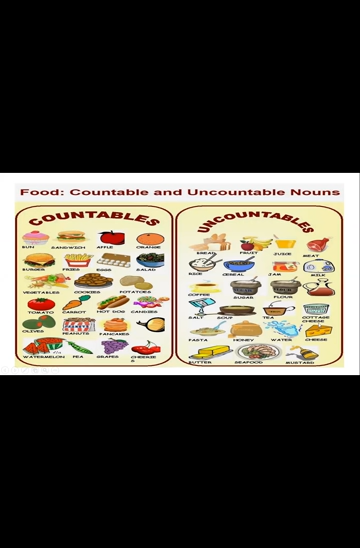 Food: Countable and Uncountable Nouns
COUNTABLES
BUN SANDWICH APPLE ORANGE
BURGER FRIES EGGS SALAD
VEGETABLES COOKIES POTATOES
TOMATO CARROT HOT DOG CANDIES
OLIVES PEANUTS PANCAKES
WATERMELON PEA GRAPES CHERRIE
S
UNCOUNTABLES
BREAD FRUIT JUICE MEAT
RICE CEREAL JAM MILK
COFFEE SUGAR FLOUR
SALT SOUP TEA COTTAGE
CHEESE
PASTA HONEY WATER CHEESE
BUTTER SEAFOOD MUSTARD